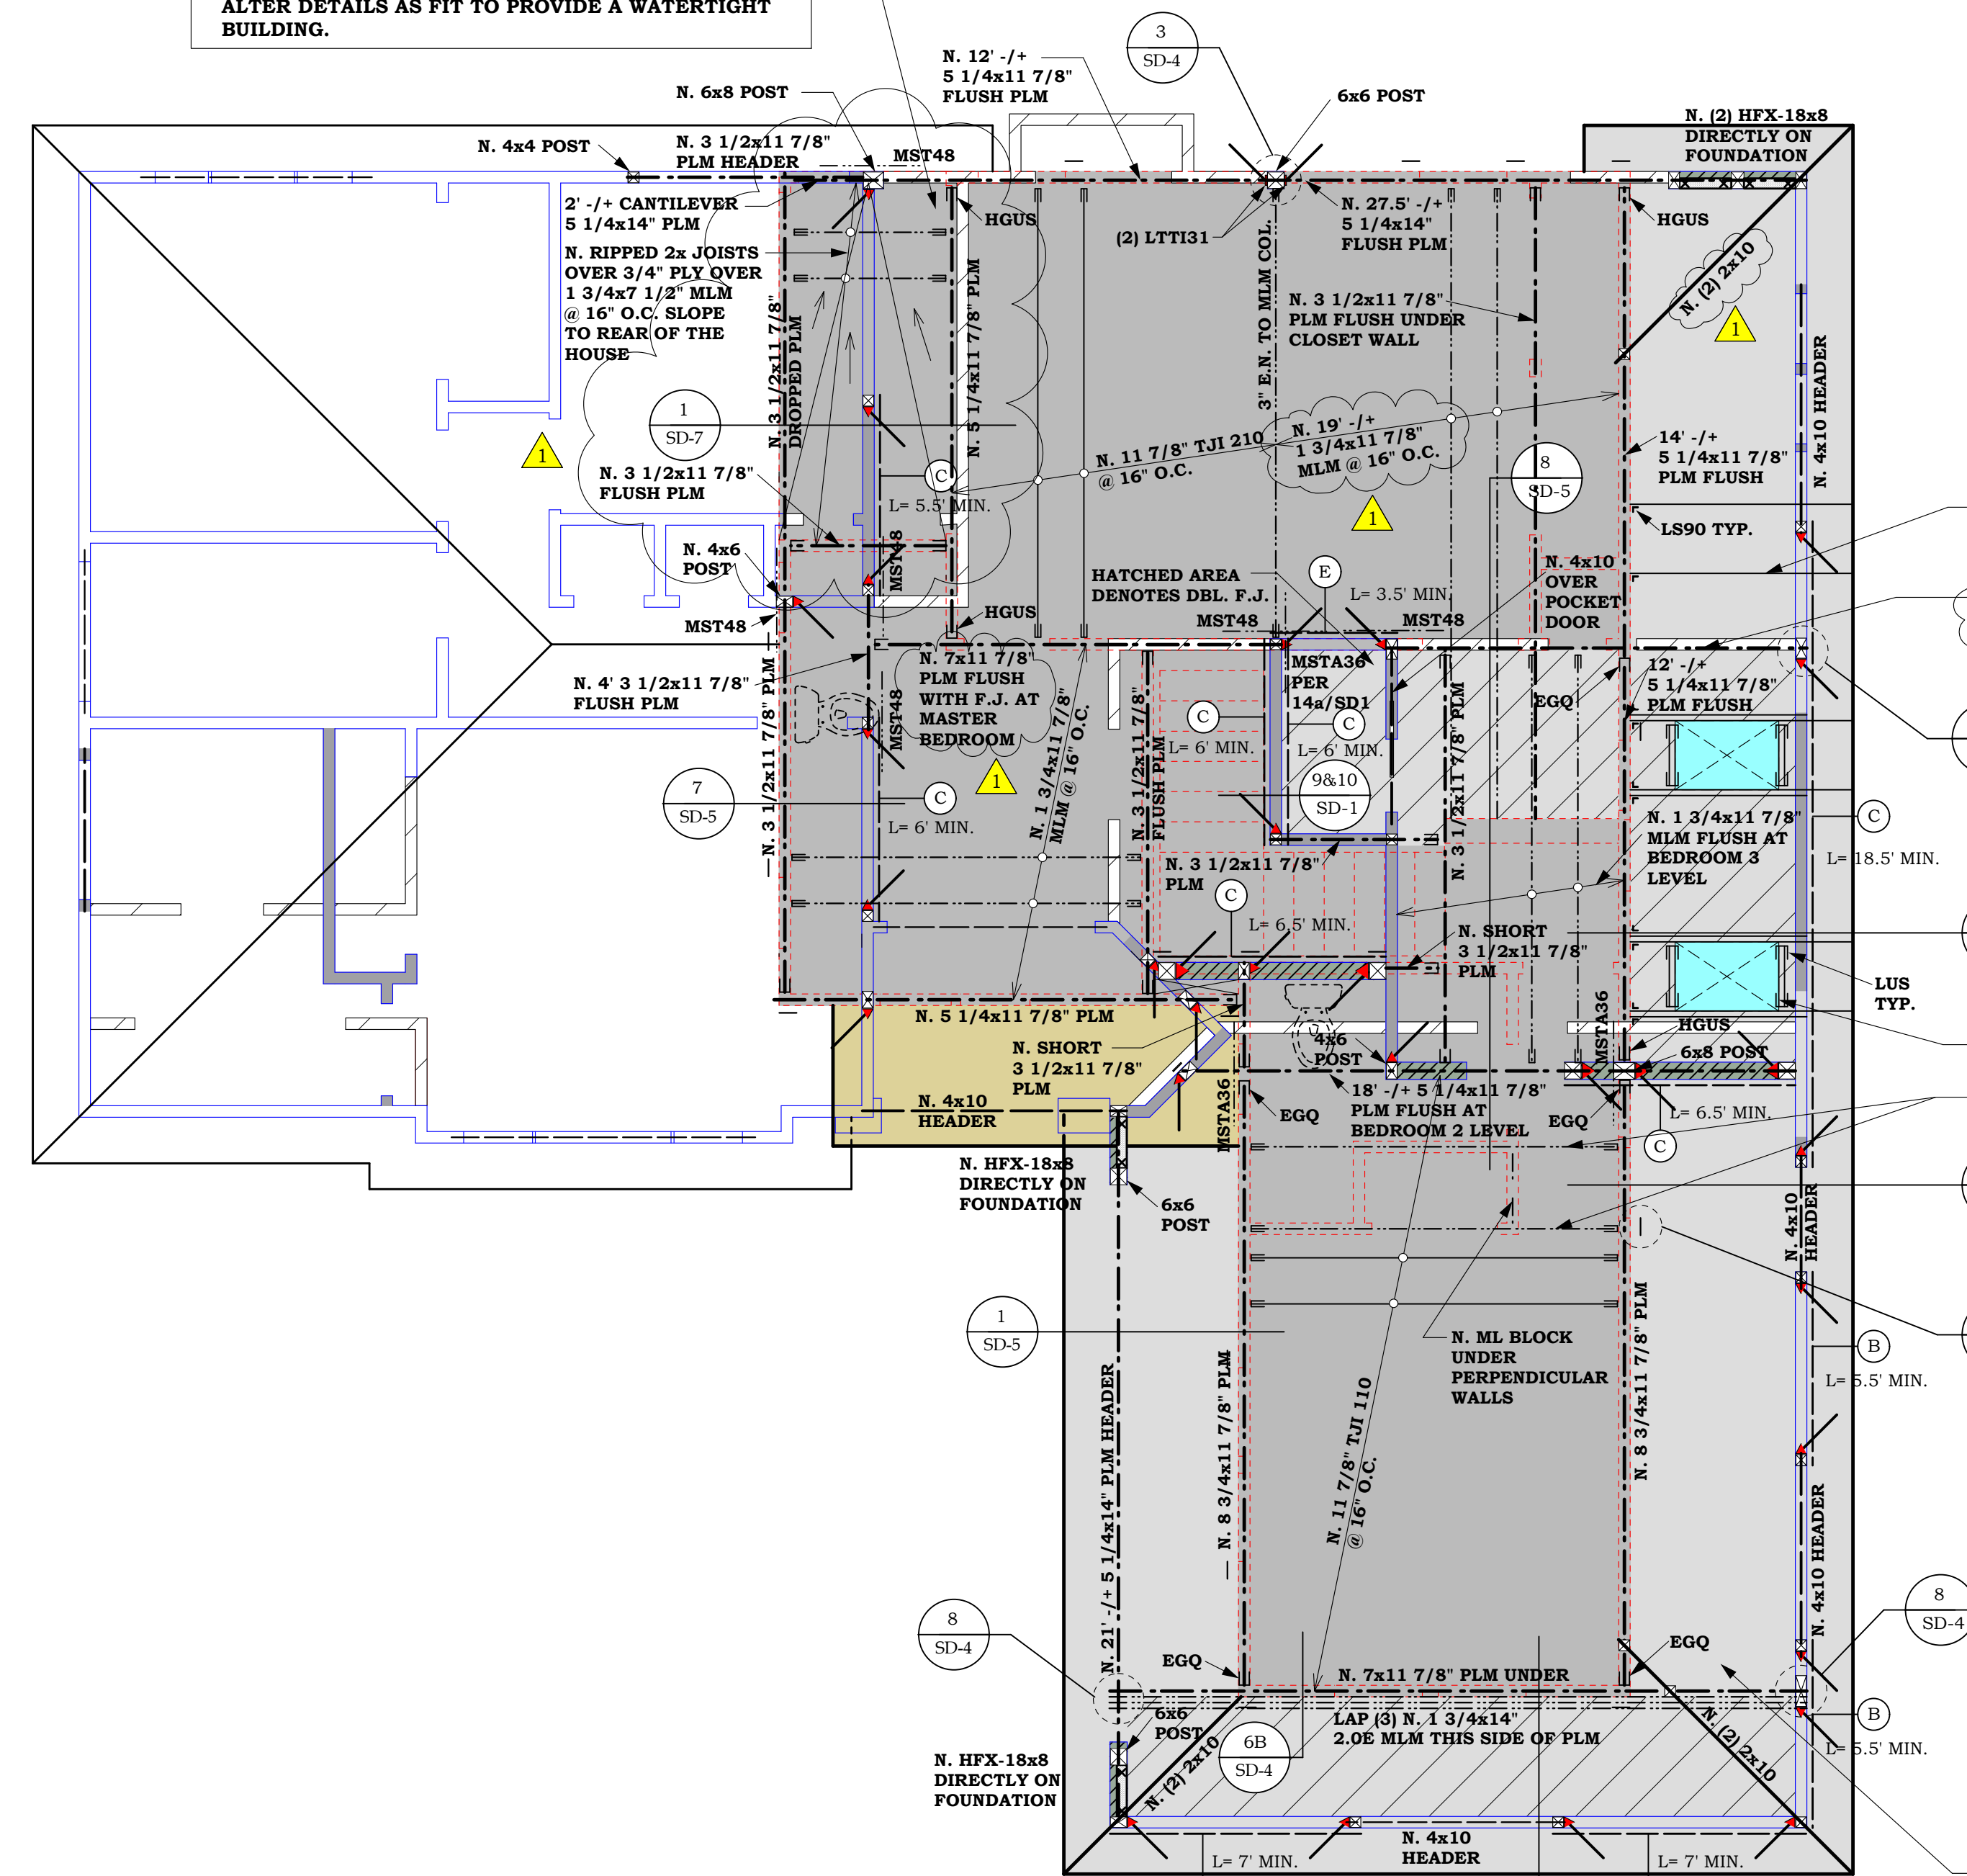 ALTER DETAILS AS FIT TO PROVIDE A WATERTIGHT
BUILDING.
3
SD-4
N. 12' -/+
5 1/4x11 7/8"
FLUSH PLM
N. 6x8 POST
6x6 POST
N. (2) HFX-18x8
DIRECTLY ON
FOUNDATION
N. 4x4 POST
N. 3 1/2x11 7/8"
PLM HEADER
MST48
2' -/+ CANTILEVER
5 1/4x14" PLM
HGUS
(2) LTTI31
N. 27.5' -/+
5 1/4x14"
FLUSH PLM
HGUS
N. RIPPED 2x JOISTS
OVER 3/4" PLY OVER
1 3/4x7 1/2" MLM
@ 16" O.C. SLOPE
TO REAR OF THE
HOUSE
N. 3 1/2x11 7/8"
DROPPED PLM
N. 5 1/4x11 7/8" PLM
3" E.N. TO MLM COL.
N. 3 1/2x11 7/8"
PLM FLUSH UNDER
CLOSET WALL
N. (2) 2x10
1
N. 4x10 HEADER
1
SD-7
1
N. 11 7/8" TJI 210
@ 16" O.C.
N. 19' -/+
1 3/4x11 7/8"
MLM @ 16" O.C.
1
14' -/+
5 1/4x11 7/8"
PLM FLUSH
N. 3 1/2x11 7/8"
FLUSH PLM
C
L= 5.5' MIN.
8
SD-5
LS90 TYP.
N. 4x6
POST
MST48
HATCHED AREA
DENOTES DBL. F.J.
E
L= 3.5' MIN.
N. 4x10
OVER
POCKET
DOOR
MST48
HGUS
MST48
MST48
N. 4' 3 1/2x11 7/8"
FLUSH PLM
N. 3 1/2x11 7/8" PLM
MST48
N. 7x11 7/8"
PLM FLUSH
WITH F.J. AT
MASTER
BEDROOM
1
N. 1 3/4x11 7/8"
MLM @ 16" O.C.
N. 3 1/2x11 7/8"
FLUSH PLM
MSTA36
PER
14a/SD1
C
L= 6' MIN.
C
L= 6' MIN.
N. 3 1/2x11 7/8" PLM
EGQ
12' -/+
5 1/4x11 7/8"
PLM FLUSH
7
SD-5
C
L= 6' MIN.
9&10
SD-1
N. 1 3/4x11 7/8"
MLM FLUSH AT
BEDROOM 3
LEVEL
C
L= 18.5' MIN.
N. 3 1/2x11 7/8"
PLM
C
L= 6.5' MIN.
N. SHORT
3 1/2x11 7/8"
PLM
LUS
TYP.
N. 5 1/4x11 7/8" PLM
N. SHORT
3 1/2x11 7/8"
PLM
4x6
POST
MSTA36
HGUS
6x8 POST
N. 4x10
HEADER
MSTA36
EGQ
18' -/+ 5 1/4x11 7/8"
PLM FLUSH AT
BEDROOM 2 LEVEL
EGQ
L= 6.5' MIN.
C
N. HFX-18x8
DIRECTLY ON
FOUNDATION
6x6
POST
N. 4x10
HEADER
1
SD-5
N. 21' -/+ 5 1/4x14" PLM HEADER
N. 8 3/4x11 7/8" PLM
N. 11 7/8" TJI 110
@ 16" O.C.
N. ML BLOCK
UNDER
PERPENDICULAR
WALLS
N. 8 3/4x11 7/8" PLM
B
L= 5.5' MIN.
N. 4x10 HEADER
8
SD-4
8
SD-4
EGQ
EGQ
N. 7x11 7/8" PLM UNDER
6x6
POST
LAP (3) N. 1 3/4x14"
2.0E MLM THIS SIDE OF PLM
B
L= 5.5' MIN.
6B
SD-4
N. (2) 2x10
N. (2) 2x10
N. HFX-18x8
DIRECTLY ON
FOUNDATION
L= 7' MIN.
N. 4x10
HEADER
L= 7' MIN.